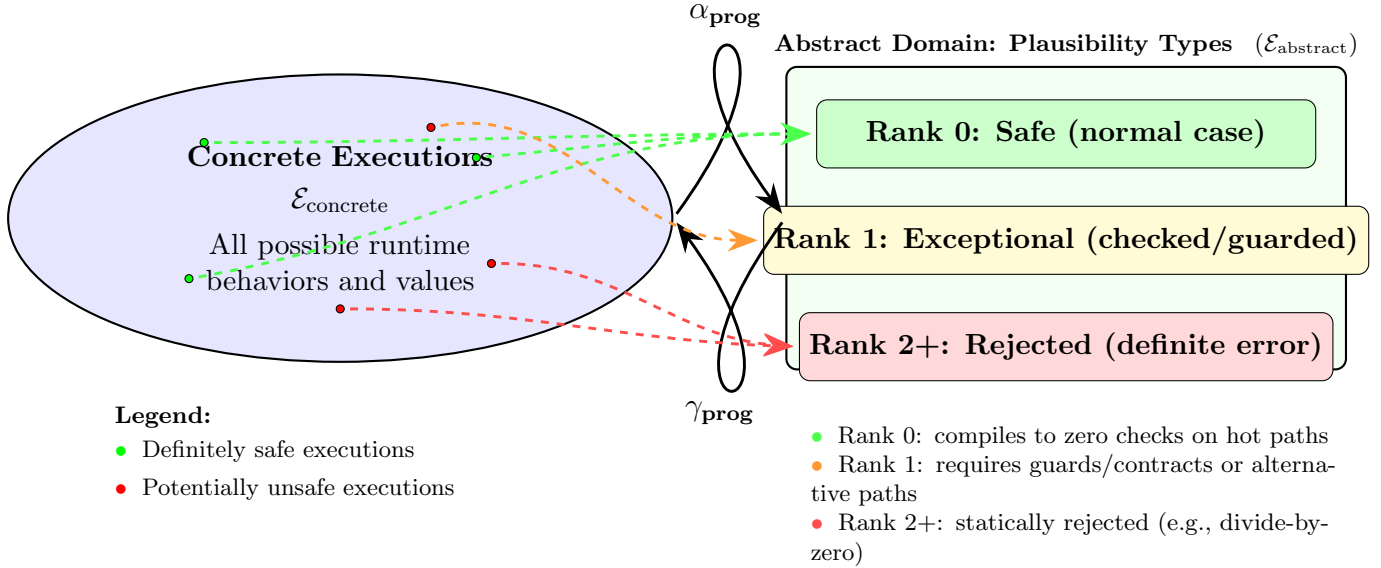 α_prog
Abstract Domain: Plausibility Types (ℰ_abstract)
Rank 0: Safe (normal case)
Concrete Executions
ℰ_concrete
All possible runtime
behaviors and values
Rank 1: Exceptional (checked/guarded)
Rank 2+: Rejected (definite error)
γ_prog
Legend:
Definitely safe executions
Potentially unsafe executions
Rank 0: compiles to zero checks on hot paths
Rank 1: requires guards/contracts or alterna-
tive paths
Rank 2+: statically rejected (e.g., divide-by-
zero)